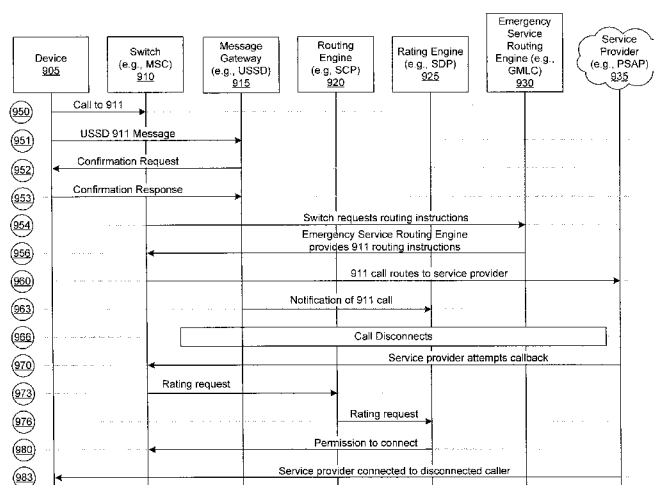 Device
905
Switch
(e.g., MSC)
910
Message
Gateway
(e.g., USSD)
915
Routing
Engine
(e.g, SCP)
920
Rating Engine
(e.g., SDP)
925
Emergency
Service
Routing
Engine (e.g.,
GMLC)
930
Service
Provider
(e.g., PSAP)
935
950
Call to 911
951
USSD 911 Message
952
Confirmation Request
953
Confirmation Response
954
Switch requests routing instructions
956
Emergency Service Routing Engine
provides 911 routing instructions
960
911 call routes to service provider
963
Notification of 911 call
966
Call Disconnects
970
Service provider attempts callback
973
Rating request
976
Rating request
980
Permission to connect
983
Service provider connected to disconnected caller